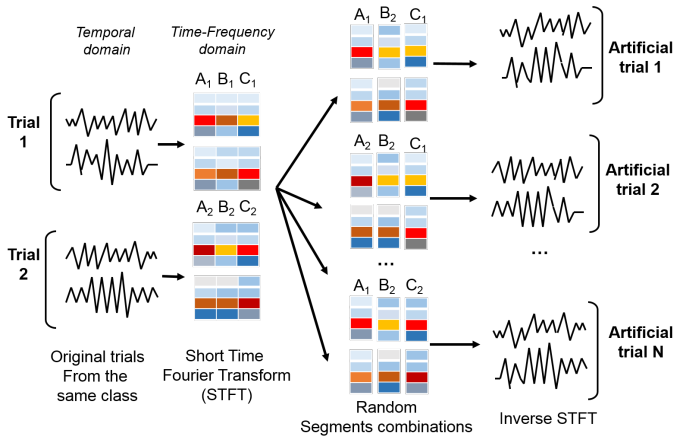 Temporal
domain
Time-Frequency
domain
Trial
1
A1 B1 C1
A2 B2 C2
Trial
2
Original trials
From the
same class
Short Time
Fourier Transform
(STFT)
A1 B2 C1
A2 B2 C1
...
A1 B2 C2
Random
Segments combinations
Artificial
trial 1
Artificial
trial 2
...
Artificial
trial N
Inverse STFT